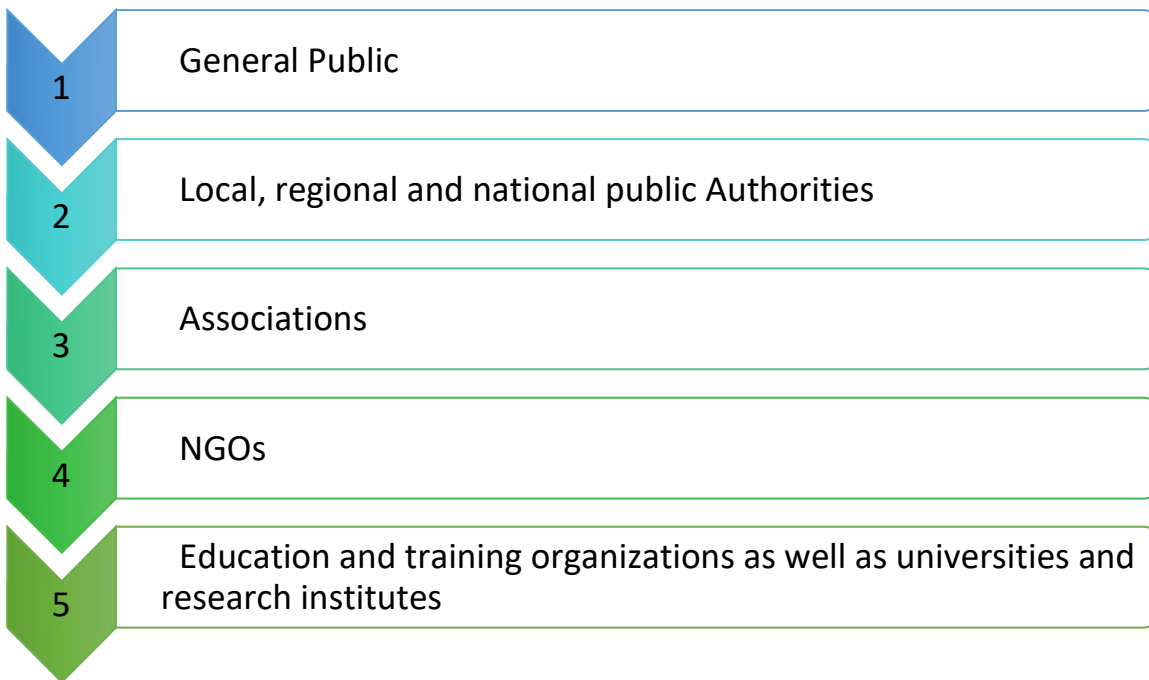 1
General Public
2
Local, regional and national public Authorities
3
Associations
4
NGOs
5
Education and training organizations as well as universities and
research institutes